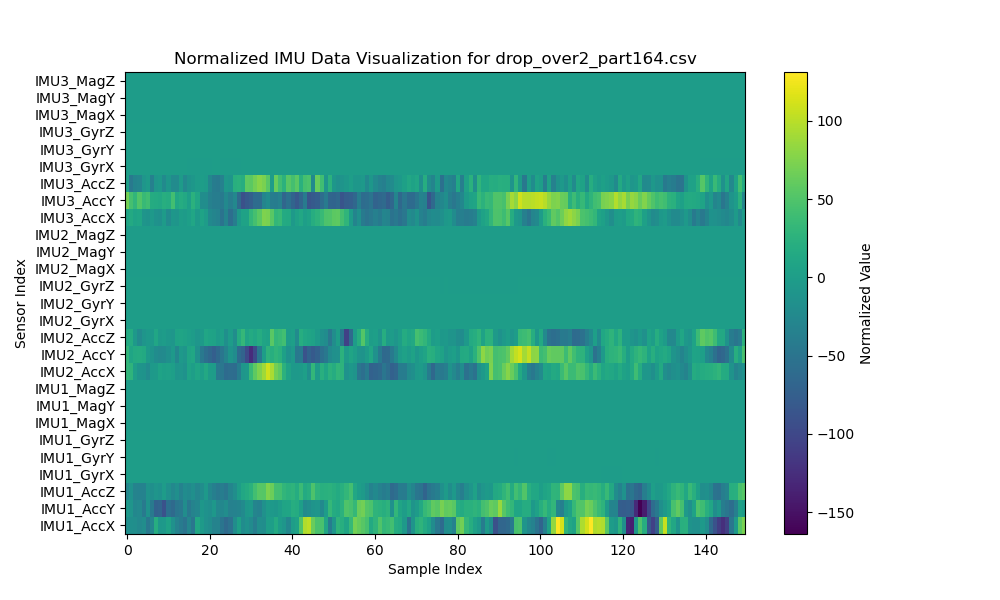 Normalized IMU Data Visualization for drop_over2_part164.csv
IMU3_MagZ
IMU3_MagY
IMU3_MagX
IMU3_GyrZ
IMU3_GyrY
IMU3_GyrX
IMU3_AccZ
IMU3_AccY
IMU3_AccX
IMU2_MagZ
IMU2_MagY
IMU2_MagX
IMU2_GyrZ
IMU2_GyrY
IMU2_GyrX
IMU2_AccZ
IMU2_AccY
IMU2_AccX
IMU1_MagZ
IMU1_MagY
IMU1_MagX
IMU1_GyrZ
IMU1_GyrY
IMU1_GyrX
IMU1_AccZ
IMU1_AccY
IMU1_AccX
Sensor Index
0 20 40 60 80 100 120 140
Sample Index
100
50
0
−50
−100
−150
Normalized Value